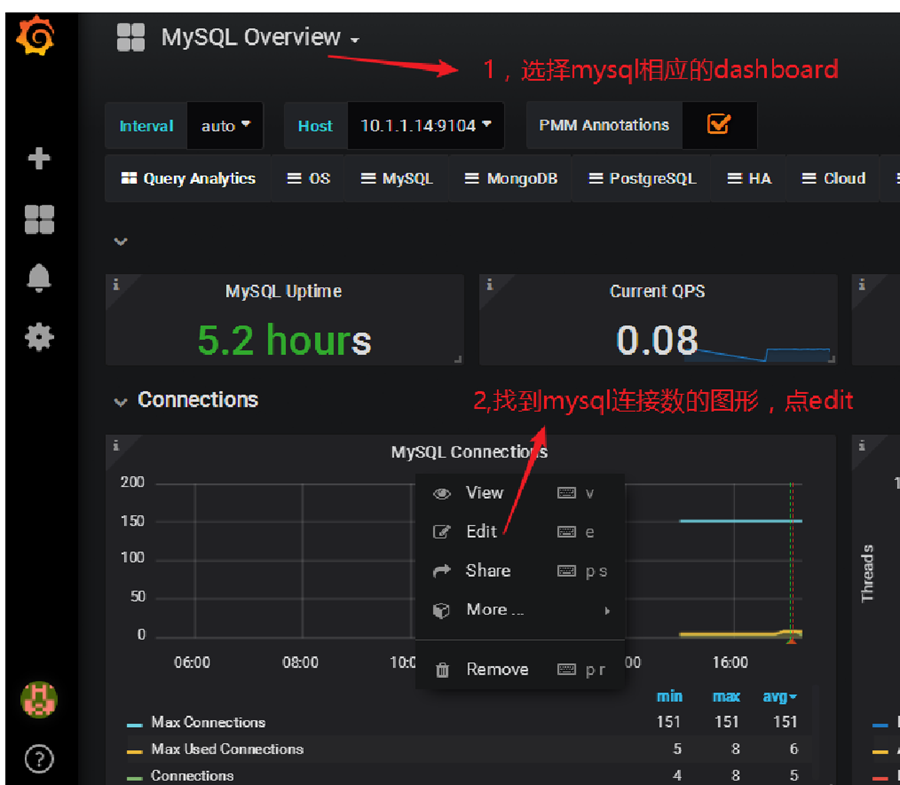 MySQL Overview
1，选择mysql相应的dashboard
Interval auto Host 10.1.1.14:9104 PMM Annotations
Query Analytics OS MySQL MongoDB PostgreSQL HA Cloud
MySQL Uptime Current QPS
5.2 hours 0.08
Connections
2,找到mysql连接数的图形，点edit
MySQL Connections
View v
Edit e
Share p s
More ...
Remove p r
200
150
100
50
0
Threads
06:00 08:00 16:00
min max avg
Max Connections 151 151 151
Max Used Connections 5 8 6
Connections 4 8 5